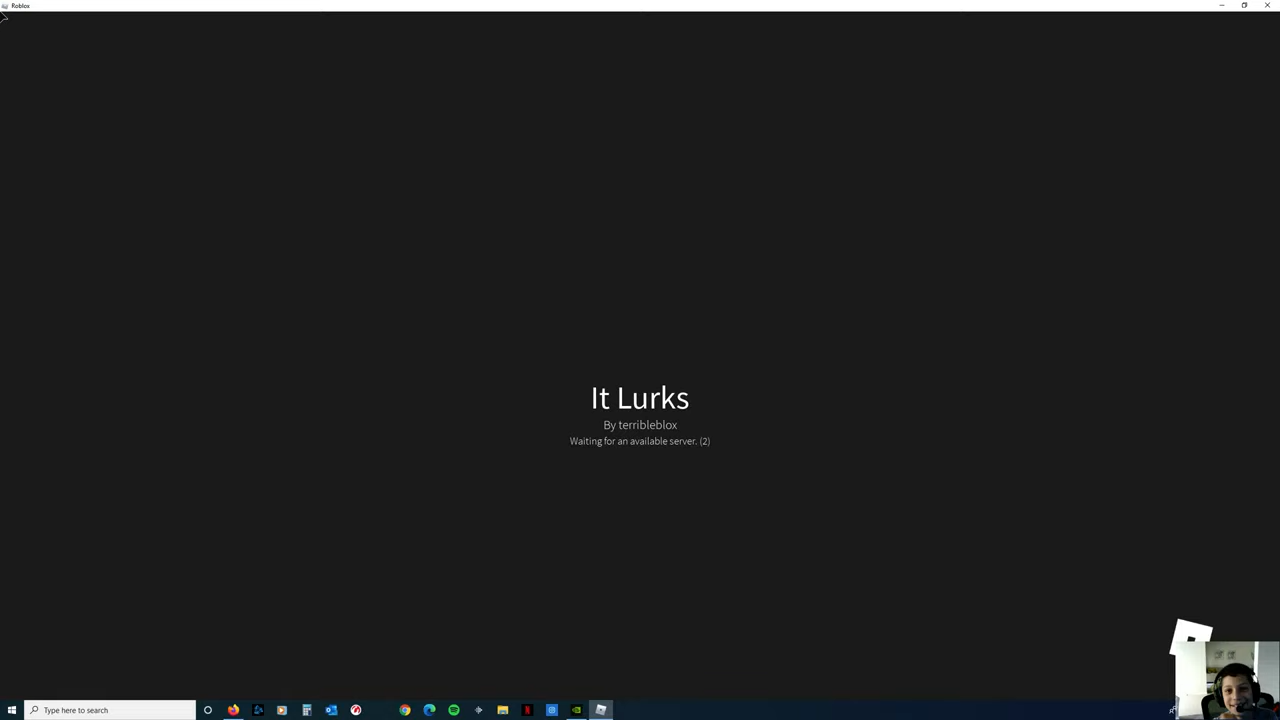 Roblox
It Lurks
By terribleblox
Waiting for an available server. (2)
Type here to search